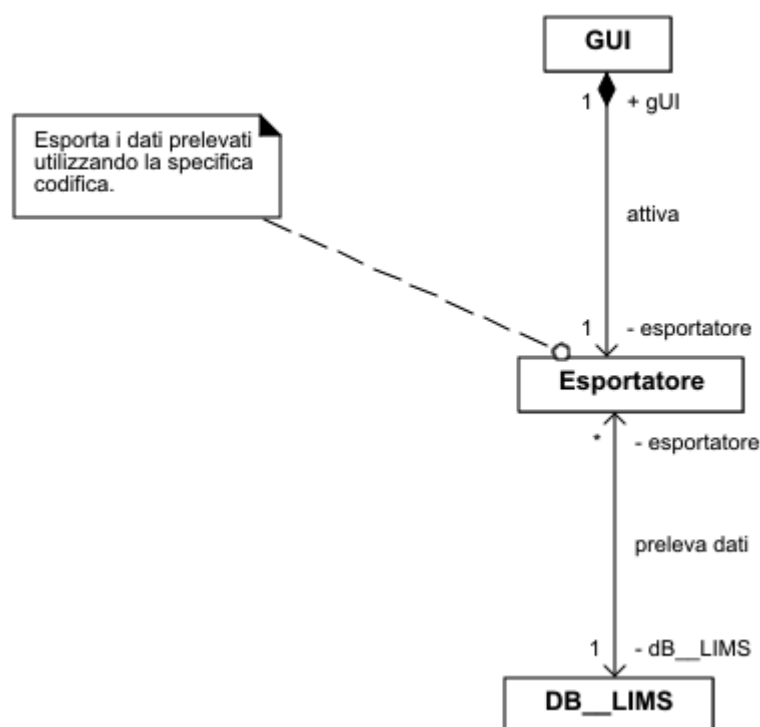 GUI
1 + gUI
Esporta i dati prelevati
utilizzando la specifica
codifica.
attiva
1 - esportatore
Esportatore
* - esportatore
preleva dati
1 - dB__LIMS
DB__LIMS